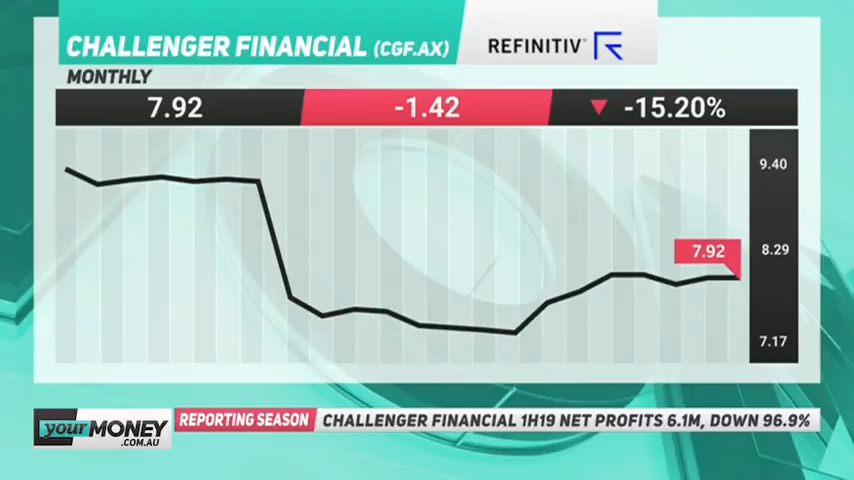 CHALLENGER FINANCIAL (CGF.AX)
REFINITIV™
MONTHLY
7.92
-1.42
-15.20%
9.40
7.92
8.29
7.17
yourMONEY
.COM.AU
REPORTING SEASON
CHALLENGER FINANCIAL 1H19 NET PROFITS 6.1M, DOWN 96.9%